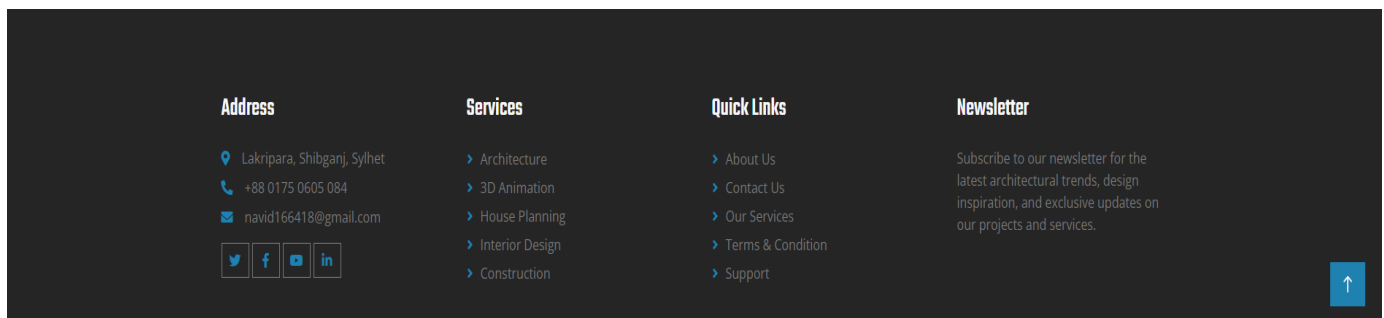 Address
Lakripara, Shibganj, Sylhet
+88 0175 0605 084
navid166418@gmail.com
Services
Architecture
3D Animation
House Planning
Interior Design
Construction
Quick Links
About Us
Contact Us
Our Services
Terms & Condition
Support
Newsletter
Subscribe to our newsletter for the
latest architectural trends, design
inspiration, and exclusive updates on
our projects and services.